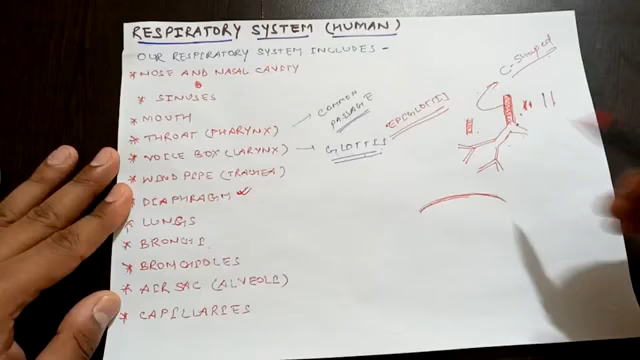 RESPIRATORY SYSTEM (HUMAN)
OUR RESPIRATORY SYSTEM INCLUDES -
* NOSE AND NASAL CAVITY
* SINUSES
* MOUTH
* THROAT (PHARYNX) → COMMON PASSAGE
* VOICE BOX (LARYNX) → GLOTTIS
EPIGLOTTIS
* WIND PIPE (TRACHEA)
* DIAPHRAGM
* LUNGS
* BRONCHI
* BRONCHIOLES
* AIR SAC (ALVEOLI)
* CAPILLARIES
C-Shaped